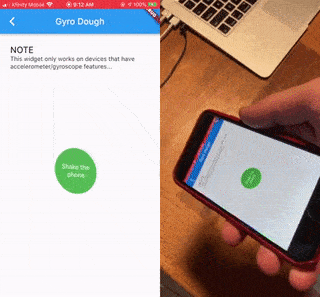 Xfinity Mobile
9:12 AM
100%
Gyro Dough
NOTE
This widget only works on devices that have
accelerometer/gyroscope features...
Shake the
phone.